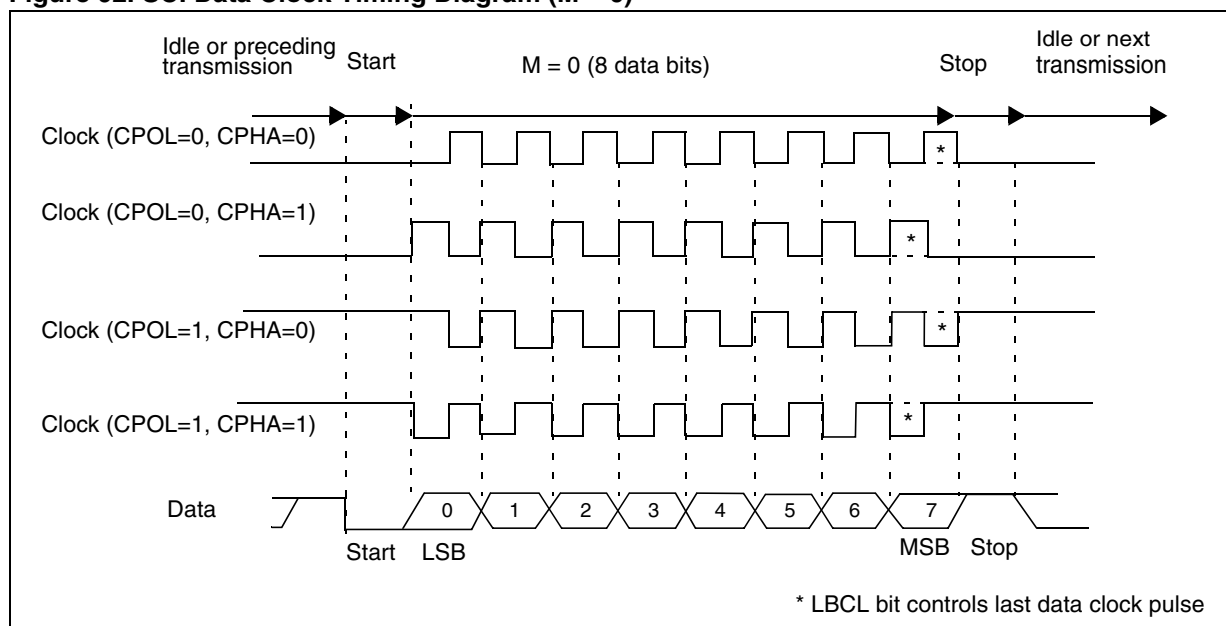 Idle or preceding
transmission
Start
M = 0 (8 data bits)
Stop
Idle or next
transmission
Clock (CPOL=0, CPHA=0)
*
Clock (CPOL=0, CPHA=1)
*
Clock (CPOL=1, CPHA=0)
*
Clock (CPOL=1, CPHA=1)
*
Data
0 1 2 3 4 5 6 7
Start LSB MSB Stop
* LBCL bit controls last data clock pulse